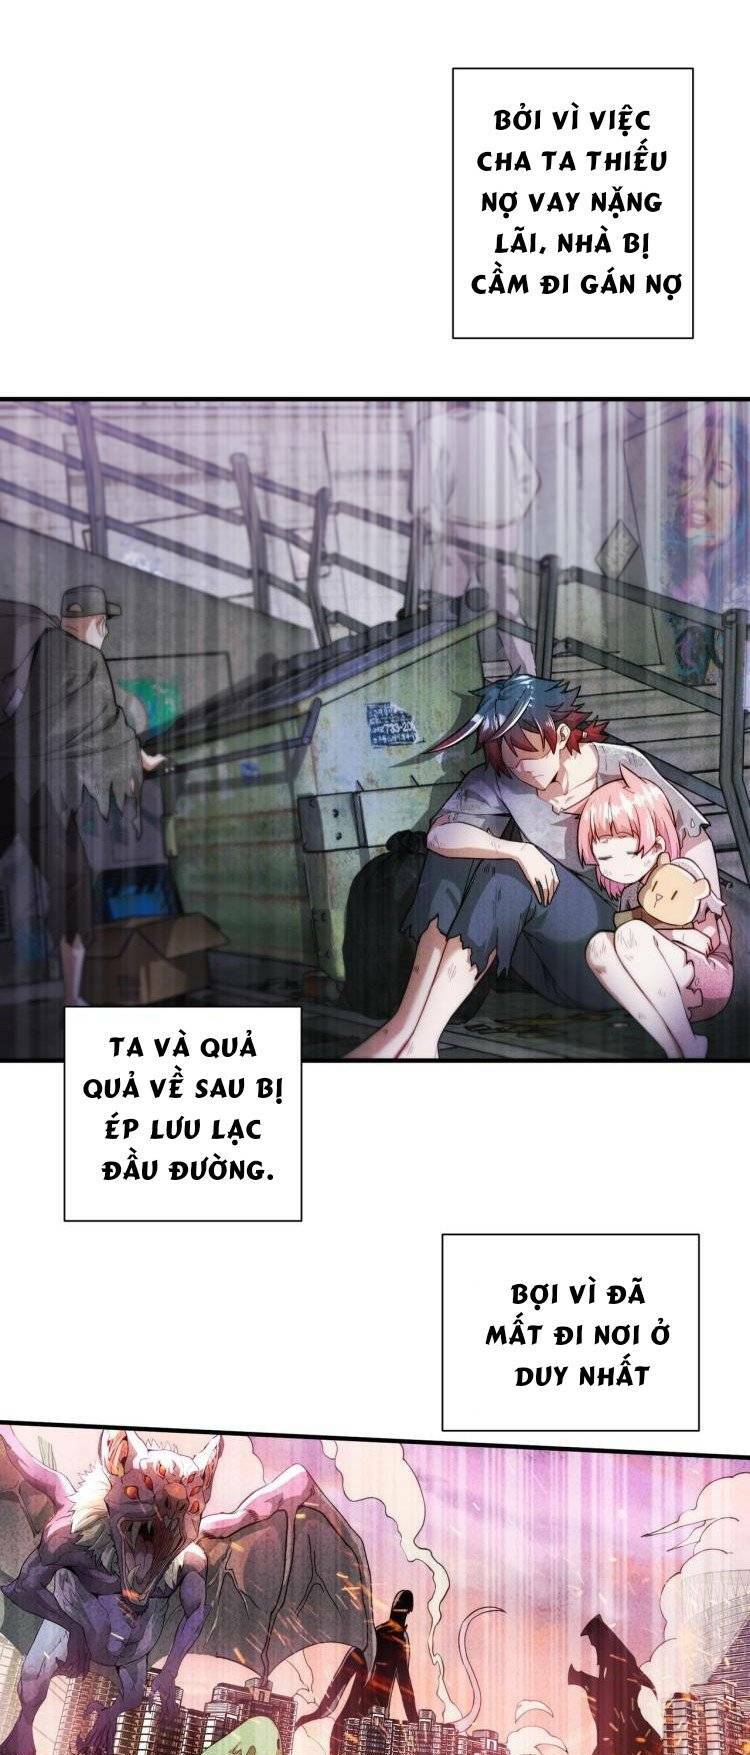 BỞI VÌ VIỆC
CHA TA THIẾU
NỢ VAY NẶNG
LÃI, NHÀ BỊ
CẦM ĐI GÁN NỢ
TA VÀ QUẢ
QUẢ VỀ SAU BỊ
ÉP LƯU LẠC
ĐẦU ĐƯỜNG.
BỢI VÌ ĐÃ
MẤT ĐI NƠI Ở
DUY NHẤT